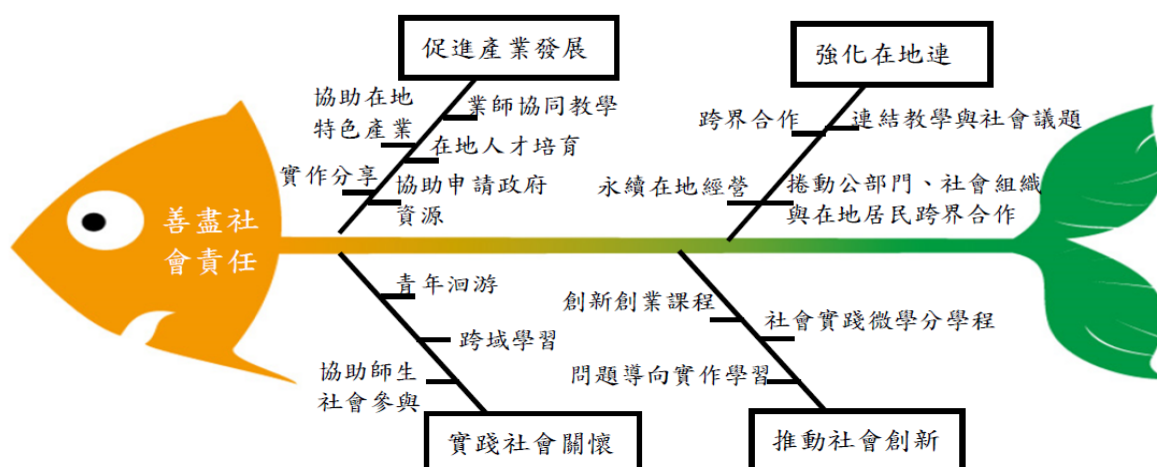 促進產業發展
強化在地連
協助在地
特色產業
業師協同教學
在地人才培育
實作分享
協助申請政府
資源
跨界合作
連結教學與社會議題
永續在地經營
捲動公部門、社會組織
與在地居民跨界合作
善盡社
會責任
青年洄游
跨域學習
協助師生
社會參與
實踐社會關懷
創新創業課程
社會實踐微學分學程
問題導向實作學習
推動社會創新